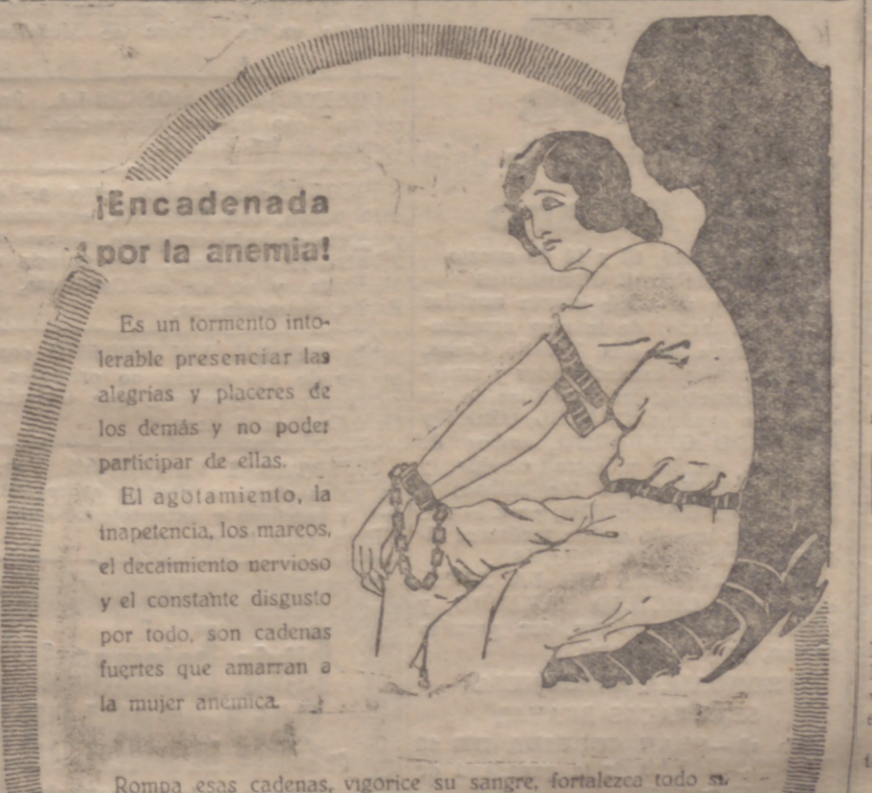 ¡Encadenada
por la anemia!
Es un tormento into-
lerable presenciar las
alegrías y placeres de
los demás y no poder
participar de ellas.
El agotamiento, la
inapetencia, los mareos,
el decaimiento nervioso
y el constante disgusto
por todo, son cadenas
fuertes que amarran a
la mujer anémica.
Rompa esas cadenas, vigorice su sangre, fortalezca todo su